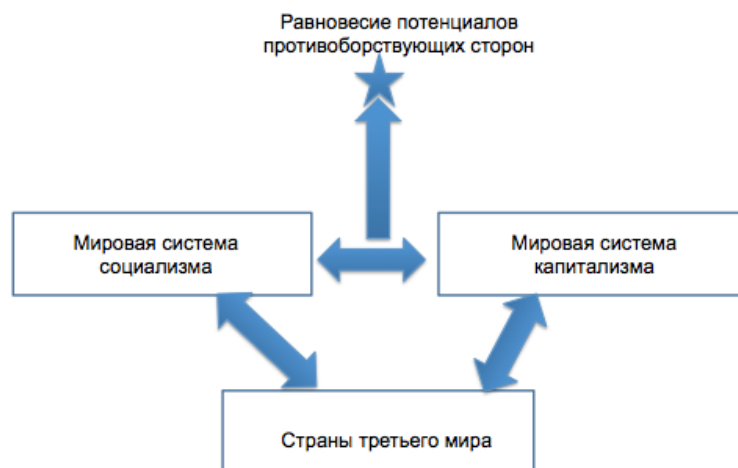 Равновесие потенциалов
противоборствующих сторон
Мировая система
социализма
Мировая система
капитализма
Страны третьего мира